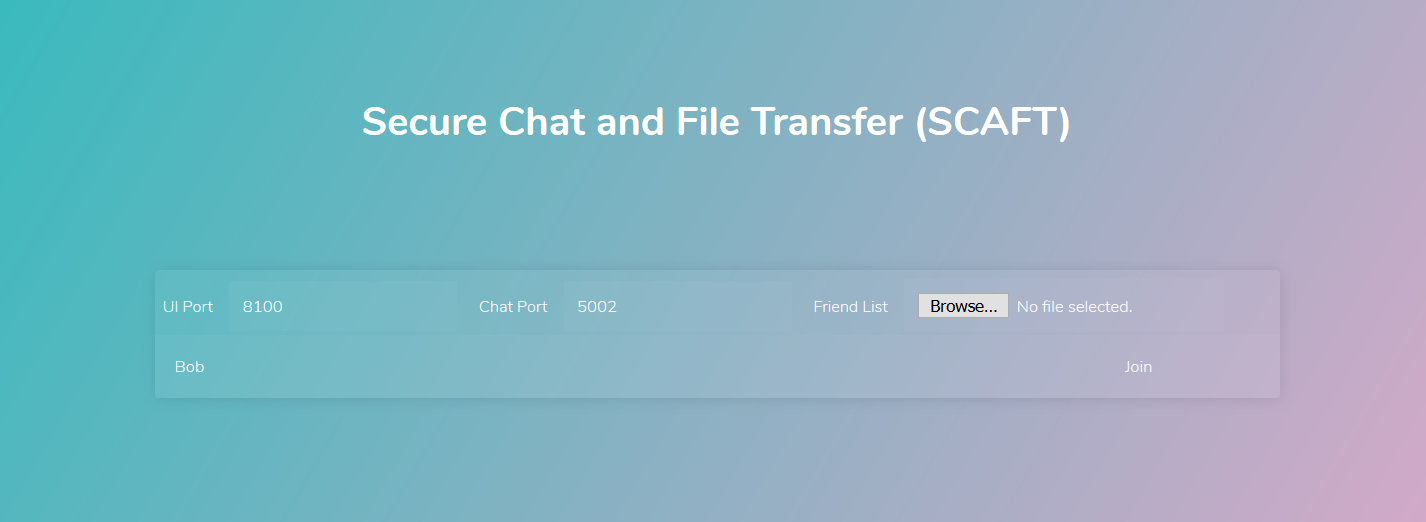 Secure Chat and File Transfer (SCAFT)
UI Port 8100 Chat Port 5002 Friend List Browse... No file selected.
Bob Join